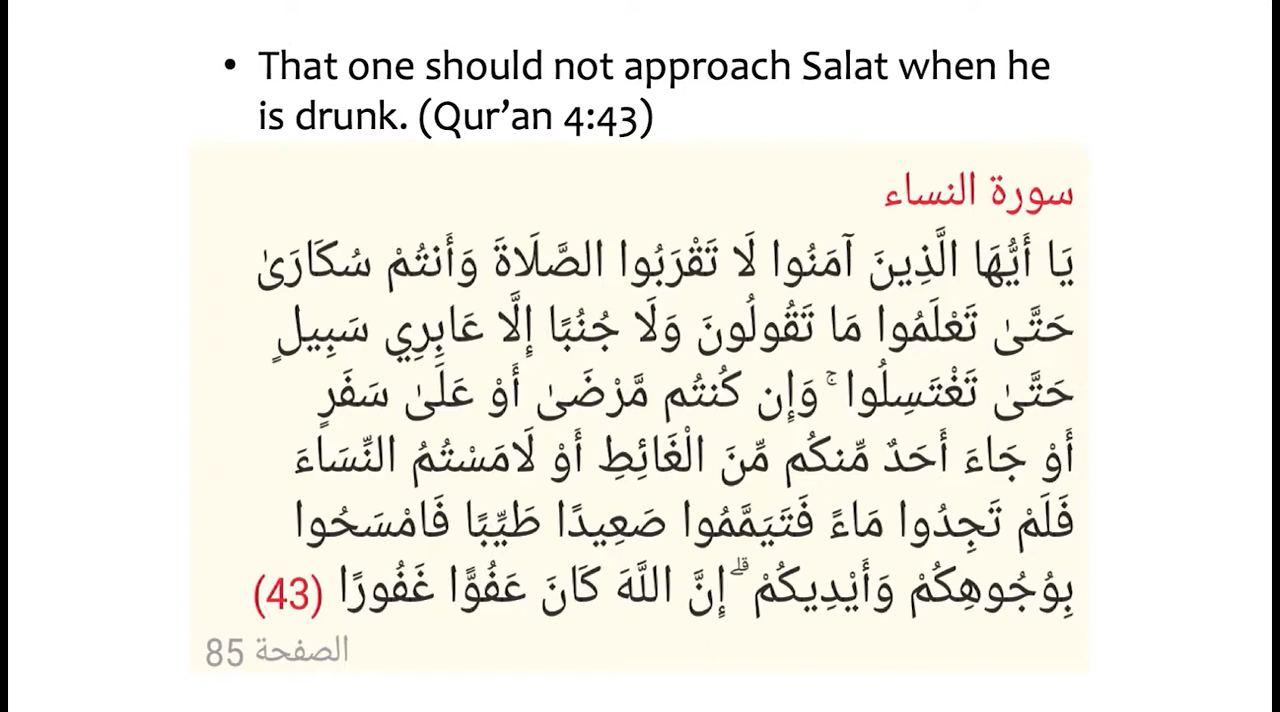 • That one should not approach Salat when he
is drunk. (Qur’an 4:43)
سورة النساء
يَا أَيُّهَا الَّذِينَ آمَنُوا لَا تَقْرَبُوا الصَّلَاةَ وَأَنتُمْ سُكَارَىٰ
حَتَّىٰ تَعْلَمُوا مَا تَقُولُونَ وَلَا جُنُبًا إِلَّا عَابِرِي سَبِيلٍ
حَتَّىٰ تَغْتَسِلُوا ۚ وَإِن كُنتُم مَّرْضَىٰ أَوْ عَلَىٰ سَفَرٍ
أَوْ جَاءَ أَحَدٌ مِّنكُم مِّنَ الْغَائِطِ أَوْ لَامَسْتُمُ النِّسَاءَ
فَلَمْ تَجِدُوا مَاءً فَتَيَمَّمُوا صَعِيدًا طَيِّبًا فَامْسَحُوا
بِوُجُوهِكُمْ وَأَيْدِيكُمْ ۗ إِنَّ اللَّهَ كَانَ عَفُوًّا غَفُورًا (43)
الصفحة 85